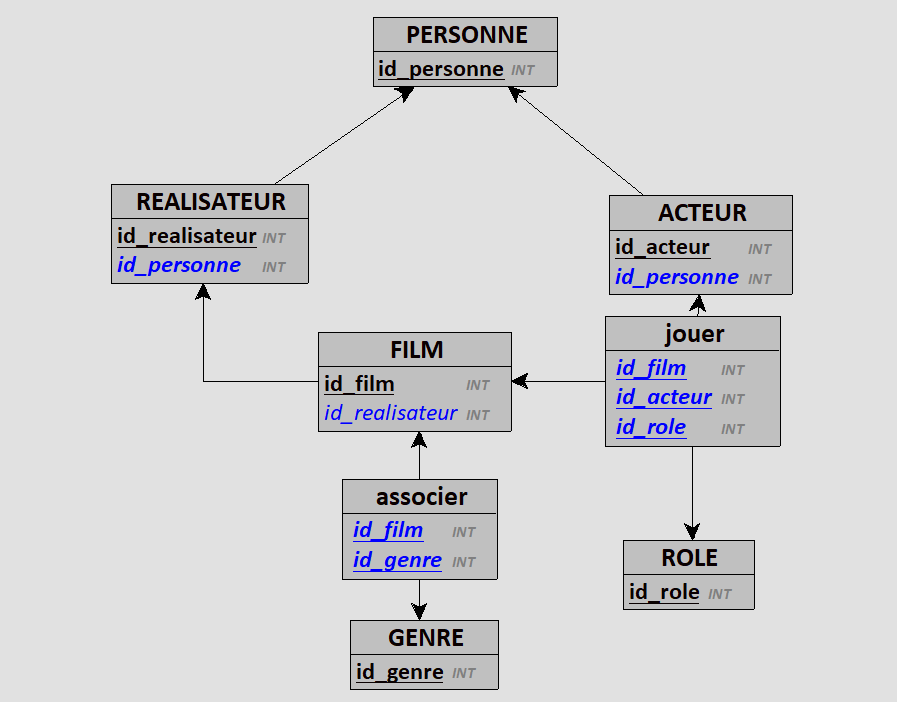 PERSONNE
id_personne INT
REALISATEUR
id_realisateur INT
id_personne INT
ACTEUR
id_acteur INT
id_personne INT
FILM
id_film INT
id_realisateur INT
jouer
id_film INT
id_acteur INT
id_role INT
associer
id_film INT
id_genre INT
ROLE
id_role INT
GENRE
id_genre INT